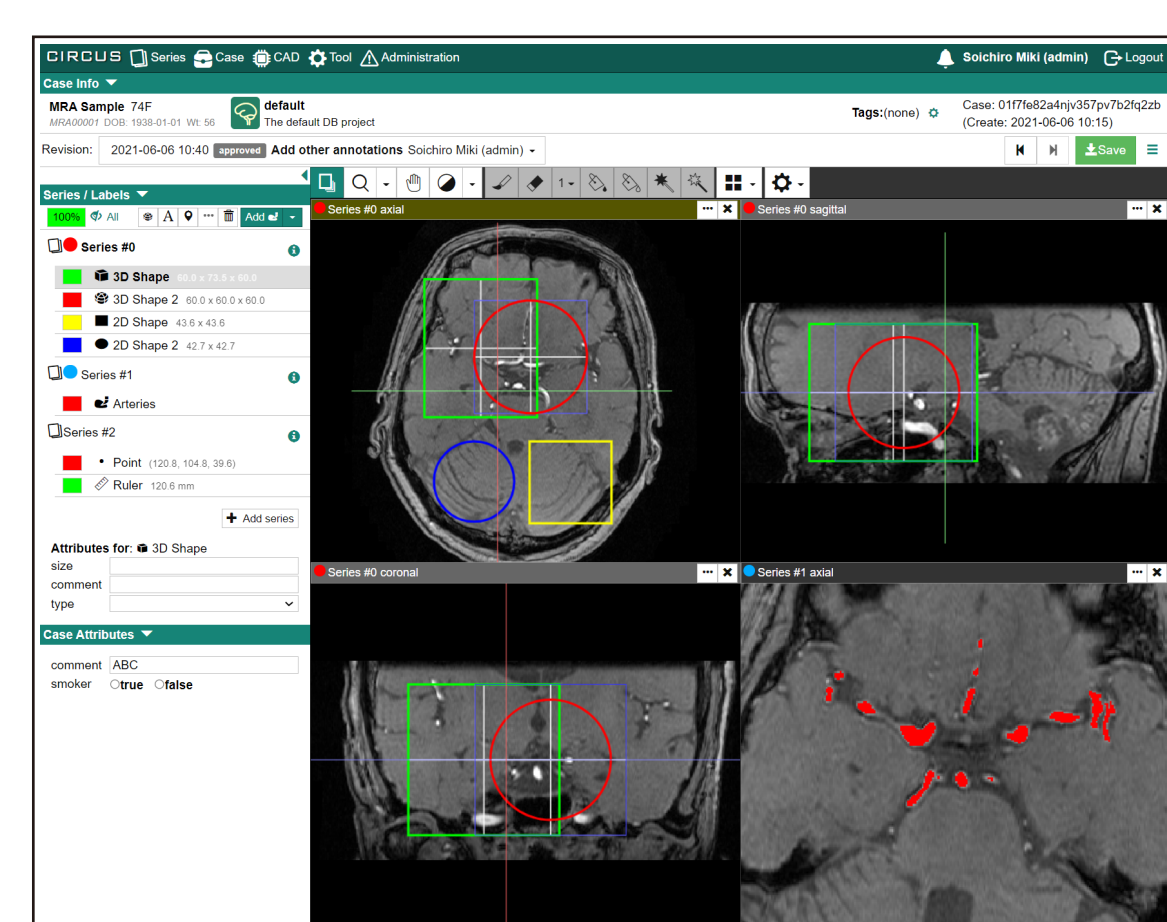 CIRCUS Series Case CAD Tool Administration Soichiro Miki (admin) Logout
Case Info
MRA Sample 74F
MRA00001 DOB: 1938-01-01 Wt: 56
default
The default DB project
Tags:(none)
Case: 01f7fe82a4njv357pv7b2fq2zb
(Create: 2021-06-06 10:15)
Revision: 2021-06-06 10:40 approved Add other annotations Soichiro Miki (admin)
Save
Series / Labels
100% All A Add
1
Series #0
3D Shape 60.0 x 73.5 x 60.0
3D Shape 2 60.0 x 60.0 x 60.0
2D Shape 43.6 x 43.6
2D Shape 2 42.7 x 42.7
Series #1
Arteries
Series #2
Point (120.8, 104.8, 39.6)
Ruler 120.6 mm
Add series
Attributes for: 3D Shape
size
comment
type
Case Attributes
comment ABC
smoker true false
Series #0 axial
Series #0 sagittal
Series #0 coronal
Series #1 axial